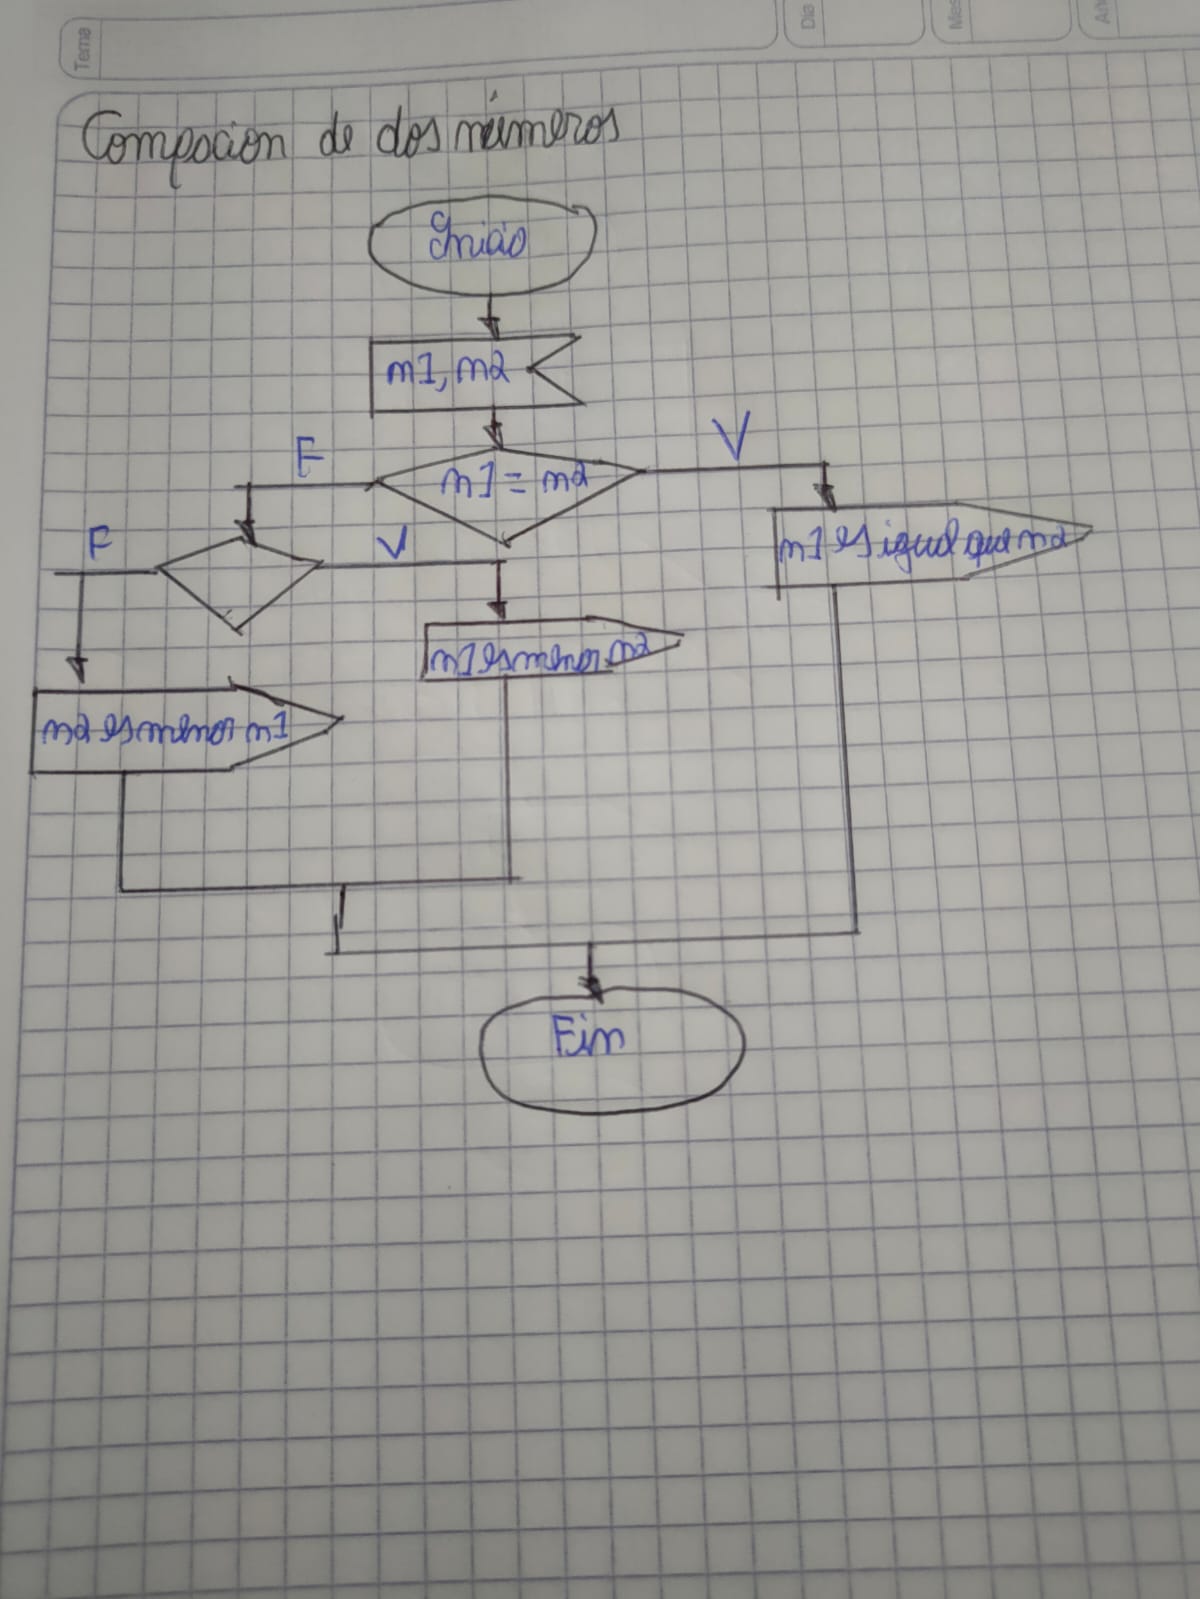 Tema
Dia
Mes
Año
Compocion de dos números
Inicio
n1, n2
F
V
n1 = n2
F
V
n1 es igual que n2
n1 es menor n2
n2 es menor n1
Fin